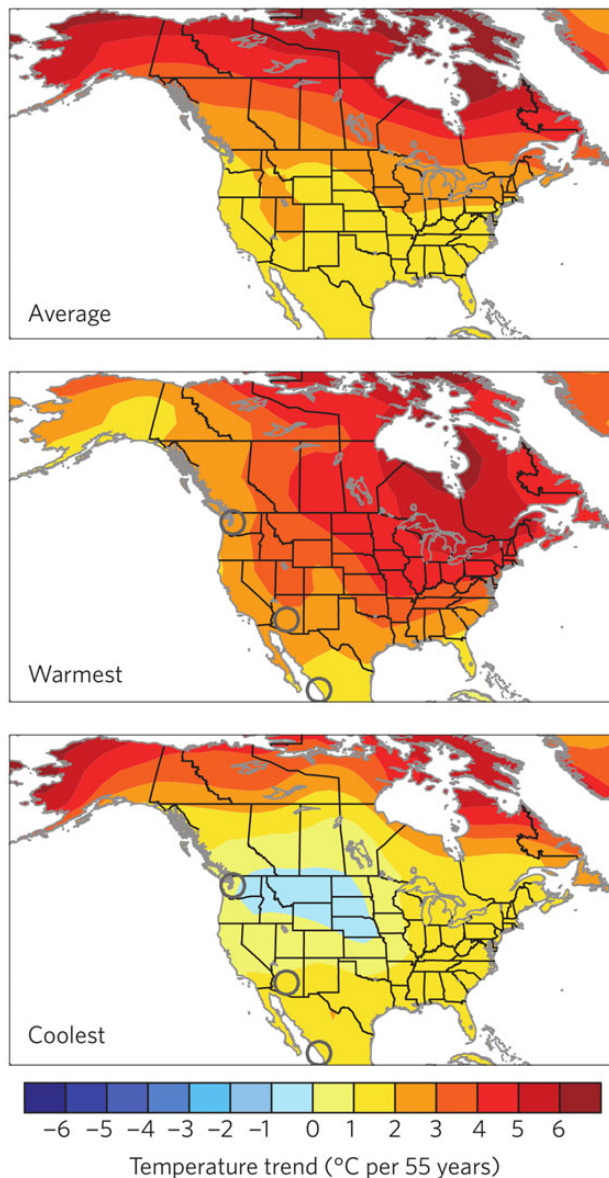 Average
Warmest
Coolest
−6 −5 −4 −3 −2 −1 0 1 2 3 4 5 6
Temperature trend (°C per 55 years)